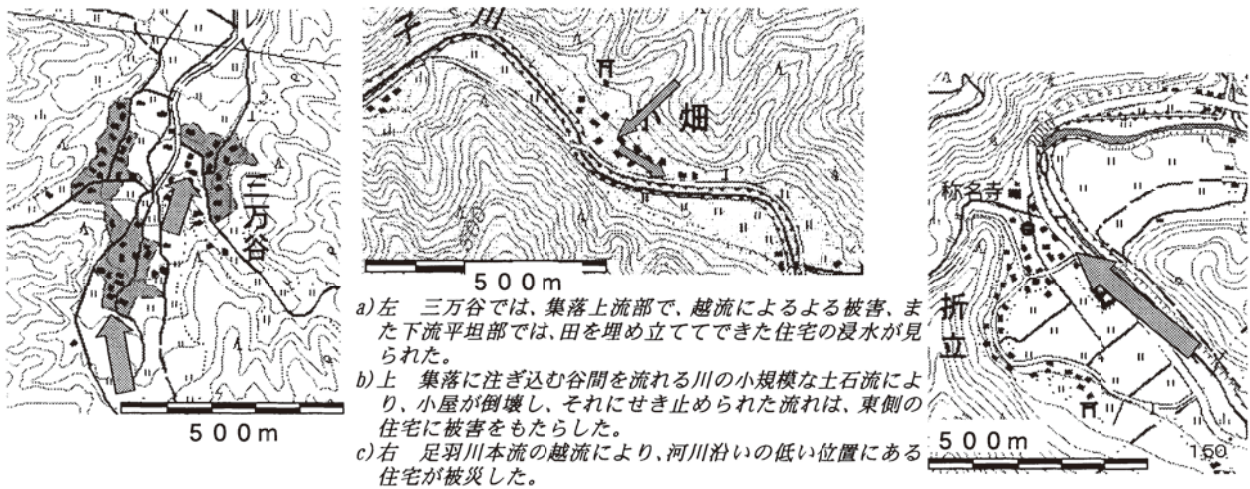 三万谷
500m
小畑
500m
称名寺
折立
500m
160
a)左 三万谷では、集落上流部で、越流によるよる被害、ま
た下流平坦部では、田を埋め立ててできた住宅の浸水が見
られた。
b)上 集落に注ぎ込む谷間を流れる川の小規模な土石流によ
り、小屋が倒壊し、それにせき止められた流れは、東側の
住宅に被害をもたらした。
c)右 足羽川本流の越流により、河川沿いの低い位置にある
住宅が被災した。